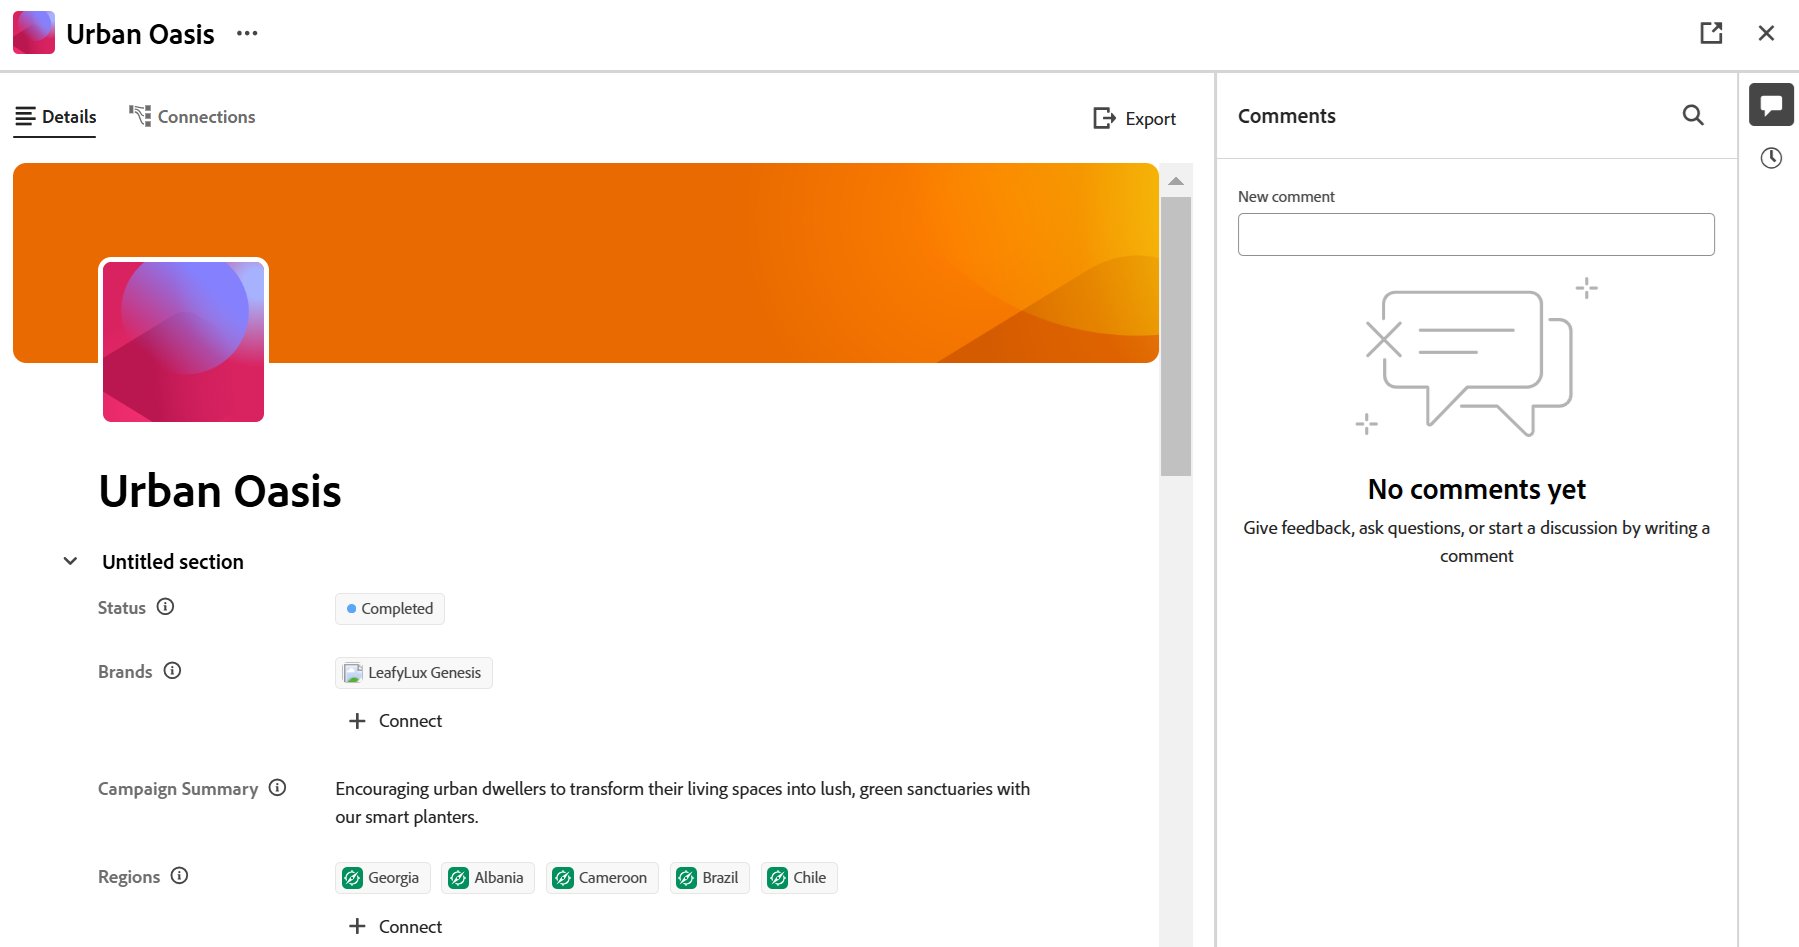 Urban Oasis
Details
Connections
Export
Urban Oasis
Untitled section
Status
Completed
Brands
LeafyLux Genesis
Connect
Campaign Summary
Encouraging urban dwellers to transform their living spaces into lush, green sanctuaries with
our smart planters.
Regions
Georgia
Albania
Cameroon
Brazil
Chile
Connect
Comments
New comment
No comments yet
Give feedback, ask questions, or start a discussion by writing a
comment